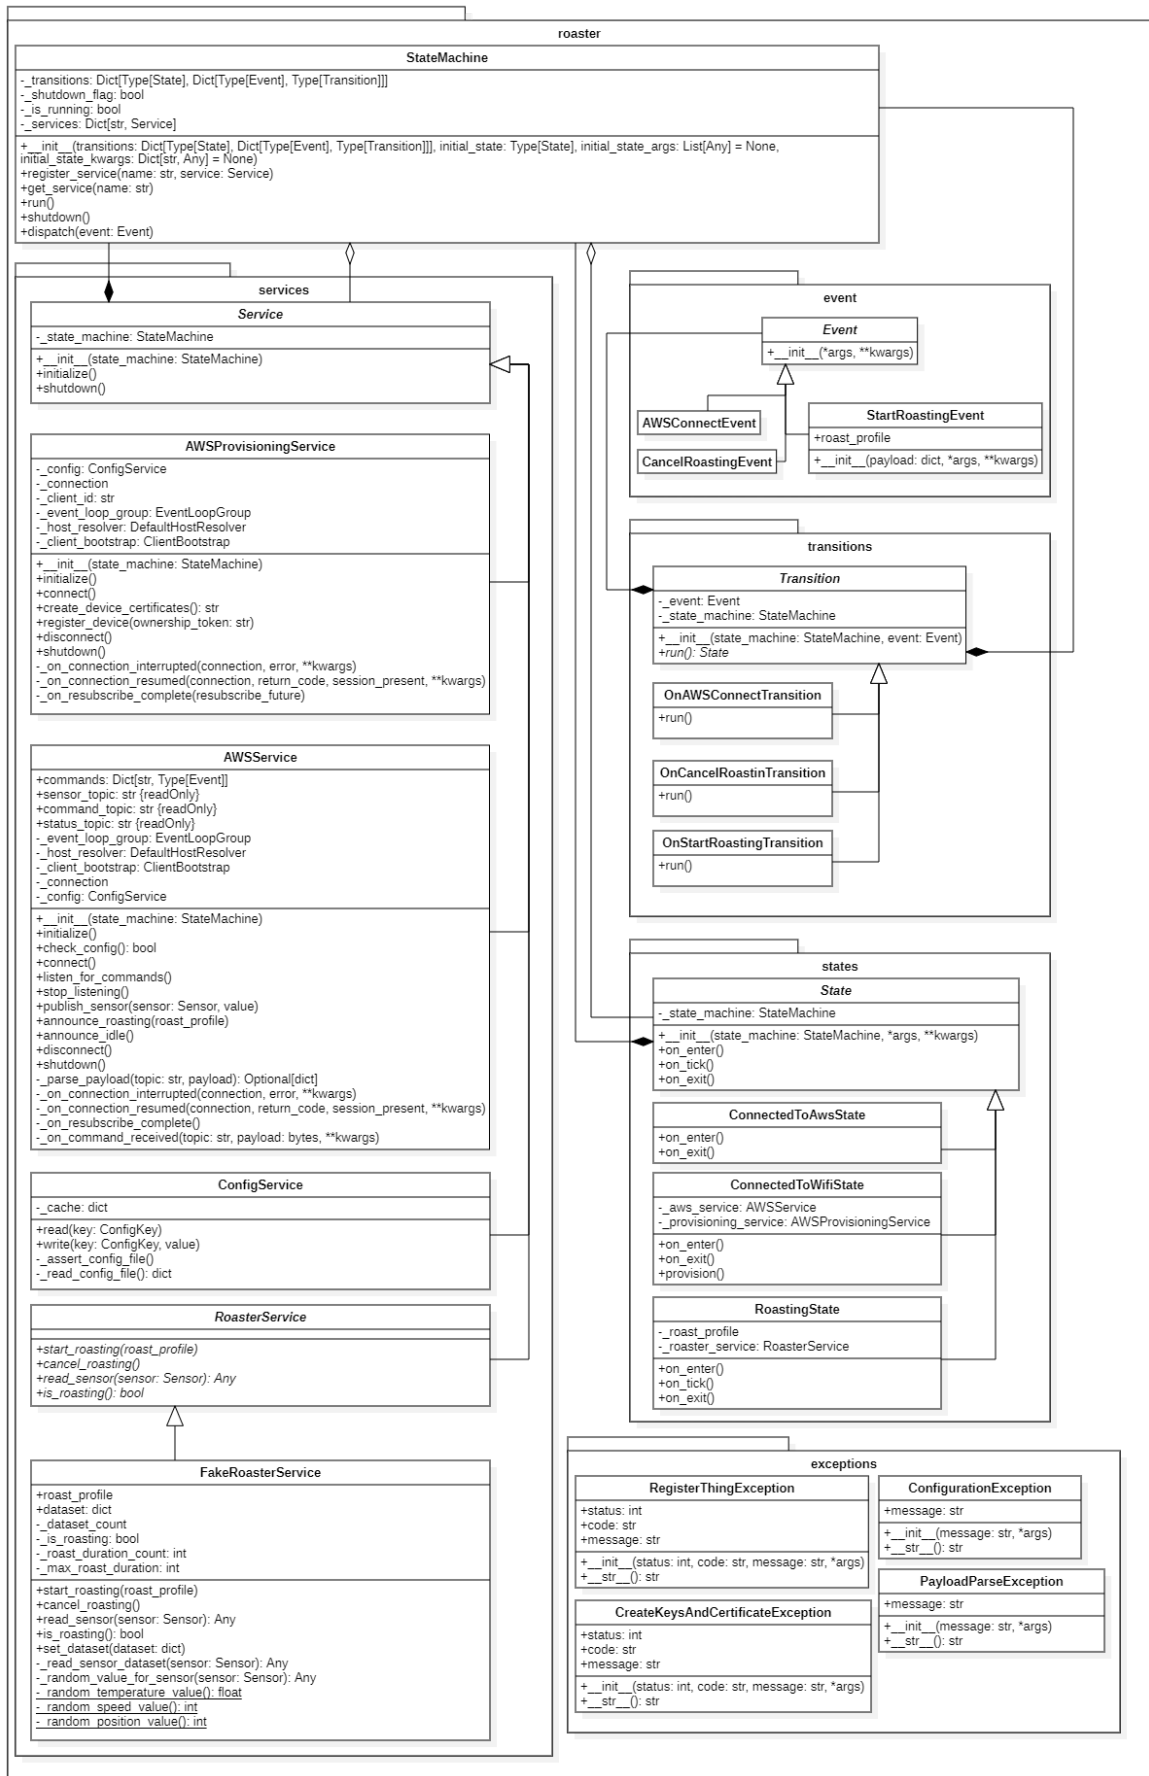 roaster
StateMachine
-_transitions: Dict[Type[State], Dict[Type[Event], Type[Transition]]]
-_shutdown_flag: bool
-_is_running: bool
-_services: Dict[str, Service]
+__init__(transitions: Dict[Type[State], Dict[Type[Event], Type[Transition]]], initial_state: Type[State], initial_state_args: List[Any] = None,
initial_state_kwargs: Dict[str, Any] = None)
+register_service(name: str, service: Service)
+get_service(name: str)
+run()
+shutdown()
+dispatch(event: Event)
services
Service
-_state_machine: StateMachine
+__init__(state_machine: StateMachine)
+initialize()
+shutdown()
AWSProvisioningService
-_config: ConfigService
-_connection
-_client_id: str
-_event_loop_group: EventLoopGroup
-_host_resolver: DefaultHostResolver
-_client_bootstrap: ClientBootstrap
+__init__(state_machine: StateMachine)
+initialize()
+connect()
+create_device_certificates(): str
+register_device(ownership_token: str)
+disconnect()
+shutdown()
-_on_connection_interrupted(connection, error, **kwargs)
-_on_connection_resumed(connection, return_code, session_present, **kwargs)
-_on_resubscribe_complete(resubscribe_future)
AWSService
+commands: Dict[str, Type[Event]]
+sensor_topic: str {readOnly}
+command_topic: str {readOnly}
+status_topic: str {readOnly}
-_event_loop_group: EventLoopGroup
-_host_resolver: DefaultHostResolver
-_client_bootstrap: ClientBootstrap
-_connection
-_config: ConfigService
+__init__(state_machine: StateMachine)
+initialize()
+check_config(): bool
+connect()
+listen_for_commands()
+stop_listening()
+publish_sensor(sensor: Sensor, value)
+announce_roasting(roast_profile)
+announce_idle()
+disconnect()
+shutdown()
-_parse_payload(topic: str, payload): Optional[dict]
-_on_connection_interrupted(connection, error, **kwargs)
-_on_connection_resumed(connection, return_code, session_present, **kwargs)
-_on_resubscribe_complete()
-_on_command_received(topic: str, payload: bytes, **kwargs)
ConfigService
-_cache: dict
+read(key: ConfigKey)
+write(key: ConfigKey, value)
-_assert_config_file()
-_read_config_file(): dict
RoasterService
+start_roasting(roast_profile)
+cancel_roasting()
+read_sensor(sensor: Sensor): Any
+is_roasting(): bool
FakeRoasterService
+roast_profile
+dataset: dict
-_dataset_count
-_is_roasting: bool
-_roast_duration_count: int
-_max_roast_duration: int
+start_roasting(roast_profile)
+cancel_roasting()
+read_sensor(sensor: Sensor): Any
+is_roasting(): bool
+set_dataset(dataset: dict)
-_read_sensor_dataset(sensor: Sensor): Any
-_random_value_for_sensor(sensor: Sensor): Any
-_random_temperature_value(): float
-_random_speed_value(): int
-_random_position_value(): int
event
Event
+__init__(*args, **kwargs)
AWSConnectEvent
CancelRoastingEvent
StartRoastingEvent
+roast_profile
+__init__(payload: dict, *args, **kwargs)
transitions
Transition
-_event: Event
-_state_machine: StateMachine
+__init__(state_machine: StateMachine, event: Event)
+run(): State
OnAWSConnectTransition
+run()
OnCancelRoastinTransition
+run()
OnStartRoastingTransition
+run()
states
State
-_state_machine: StateMachine
+__init__(state_machine: StateMachine, *args, **kwargs)
+on_enter()
+on_tick()
+on_exit()
ConnectedToAwsState
+on_enter()
+on_exit()
ConnectedToWifiState
-_aws_service: AWSService
-_provisioning_service: AWSProvisioningService
+on_enter()
+on_exit()
+provision()
RoastingState
-_roast_profile
-_roaster_service: RoasterService
+on_enter()
+on_tick()
+on_exit()
exceptions
RegisterThingException
+status: int
+code: str
+message: str
+__init__(status: int, code: str, message: str, *args)
+__str__(): str
ConfigurationException
+message: str
+__init__(message: str, *args)
+__str__(): str
CreateKeysAndCertificateException
+status: int
+code: str
+message: str
+__init__(status: int, code: str, message: str, *args)
+__str__(): str
PayloadParseException
+message: str
+__init__(message: str, *args)
+__str__(): str